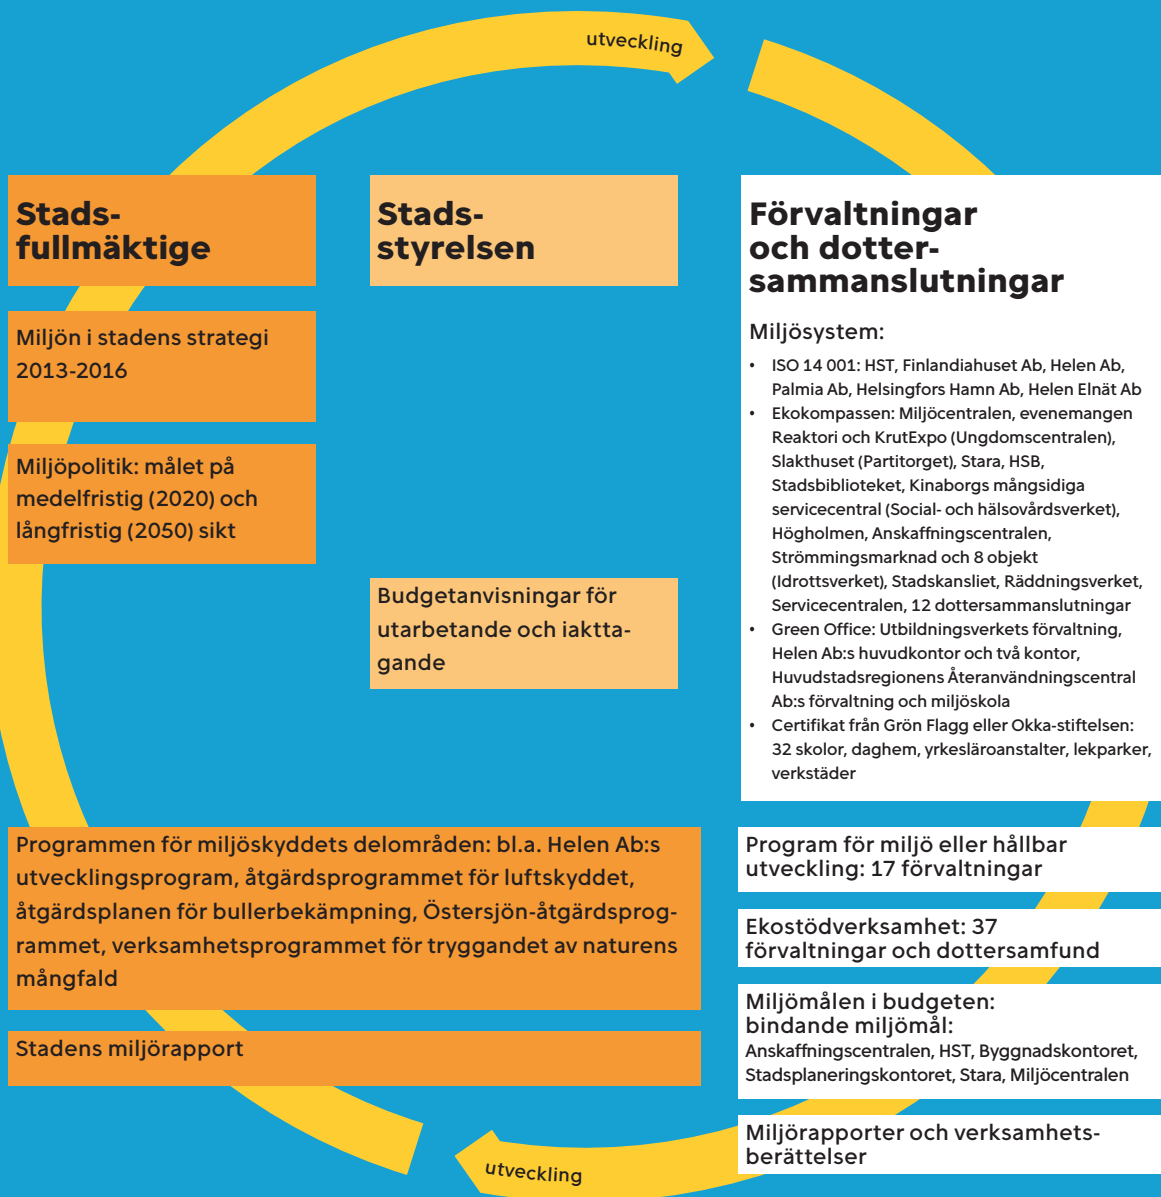 utveckling
Stads-
fullmäktige
Miljön i stadens strategi
2013-2016
Miljöpolitik: målet på
medelfristig (2020) och
långfristig (2050) sikt
Stads-
styrelsen
Budgetanvisningar för
utarbetande och iaktta-
gande
Programmen för miljöskyddets delområden: bl.a. Helen Ab:s
utvecklingsprogram, åtgärdsprogrammet för luftskyddet,
åtgärdsplanen för bullerbekämpning, Östersjön-åtgärdsprog-
rammet, verksamhetsprogrammet för tryggandet av naturens
mångfald
Stadens miljörapport
Förvaltningar
och dotter-
sammanslutningar
Miljösystem:
• ISO 14 001: HST, Finlandiahuset Ab, Helen Ab,
Palmia Ab, Helsingfors Hamn Ab, Helen Elnät Ab
• Ekokompassen: Miljöcentralen, evenemangen
Reaktori och KrutExpo (Ungdomscentralen),
Slakthuset (Partitorget), Stara, HSB,
Stadsbiblioteket, Kinaborgs mångsidiga
servicecentral (Social- och hälsovårdsverket),
Högholmen, Anskaffningscentralen,
Strömmingsmarknad och 8 objekt
(Idrottsverket), Stadskansliet, Räddningsverket,
Servicecentralen, 12 dottersammanslutningar
• Green Office: Utbildningsverkets förvaltning,
Helen Ab:s huvudkontor och två kontor,
Huvudstadsregionens Återanvändningscentral
Ab:s förvaltning och miljöskola
• Certifikat från Grön Flagg eller Okka-stiftelsen:
32 skolor, daghem, yrkesläroanstalter, lekparker,
verkstäder
Program för miljö eller hållbar
utveckling: 17 förvaltningar
Ekostödverksamhet: 37
förvaltningar och dottersamfund
Miljömålen i budgeten:
bindande miljömål:
Anskaffningscentralen, HST, Byggnadskontoret,
Stadsplaneringskontoret, Stara, Miljöcentralen
Miljörapporter och verksamhets-
berättelser
utveckling